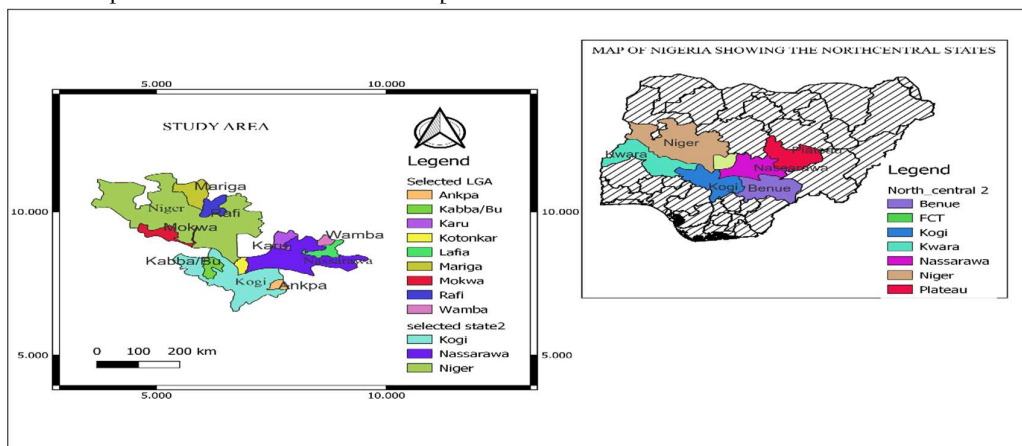 5.000
10.000
STUDY AREA
Legend
Selected LGA
Ankpa
Kabba/Bu
Karu
Kotonkar
Lafia
Mariga
Mokwa
Rafi
Wamba
selected state2
Kogi
Nassarawa
Niger
Mariga
Niger
Rafi
Mokwa
Karu
Wamba
Nassarawa
Kabba/Bu
Kogi
Ankpa
0 100 200 km
10.000
10.000
5.000
5.000
5.000
10.000
MAP OF NIGERIA SHOWING THE NORTHCENTRAL STATES
Niger
Kwara
Plateau
Nassarawa
Kogi
Benue
Legend
North_central 2
Benue
FCT
Kogi
Kwara
Nassarawa
Niger
Plateau